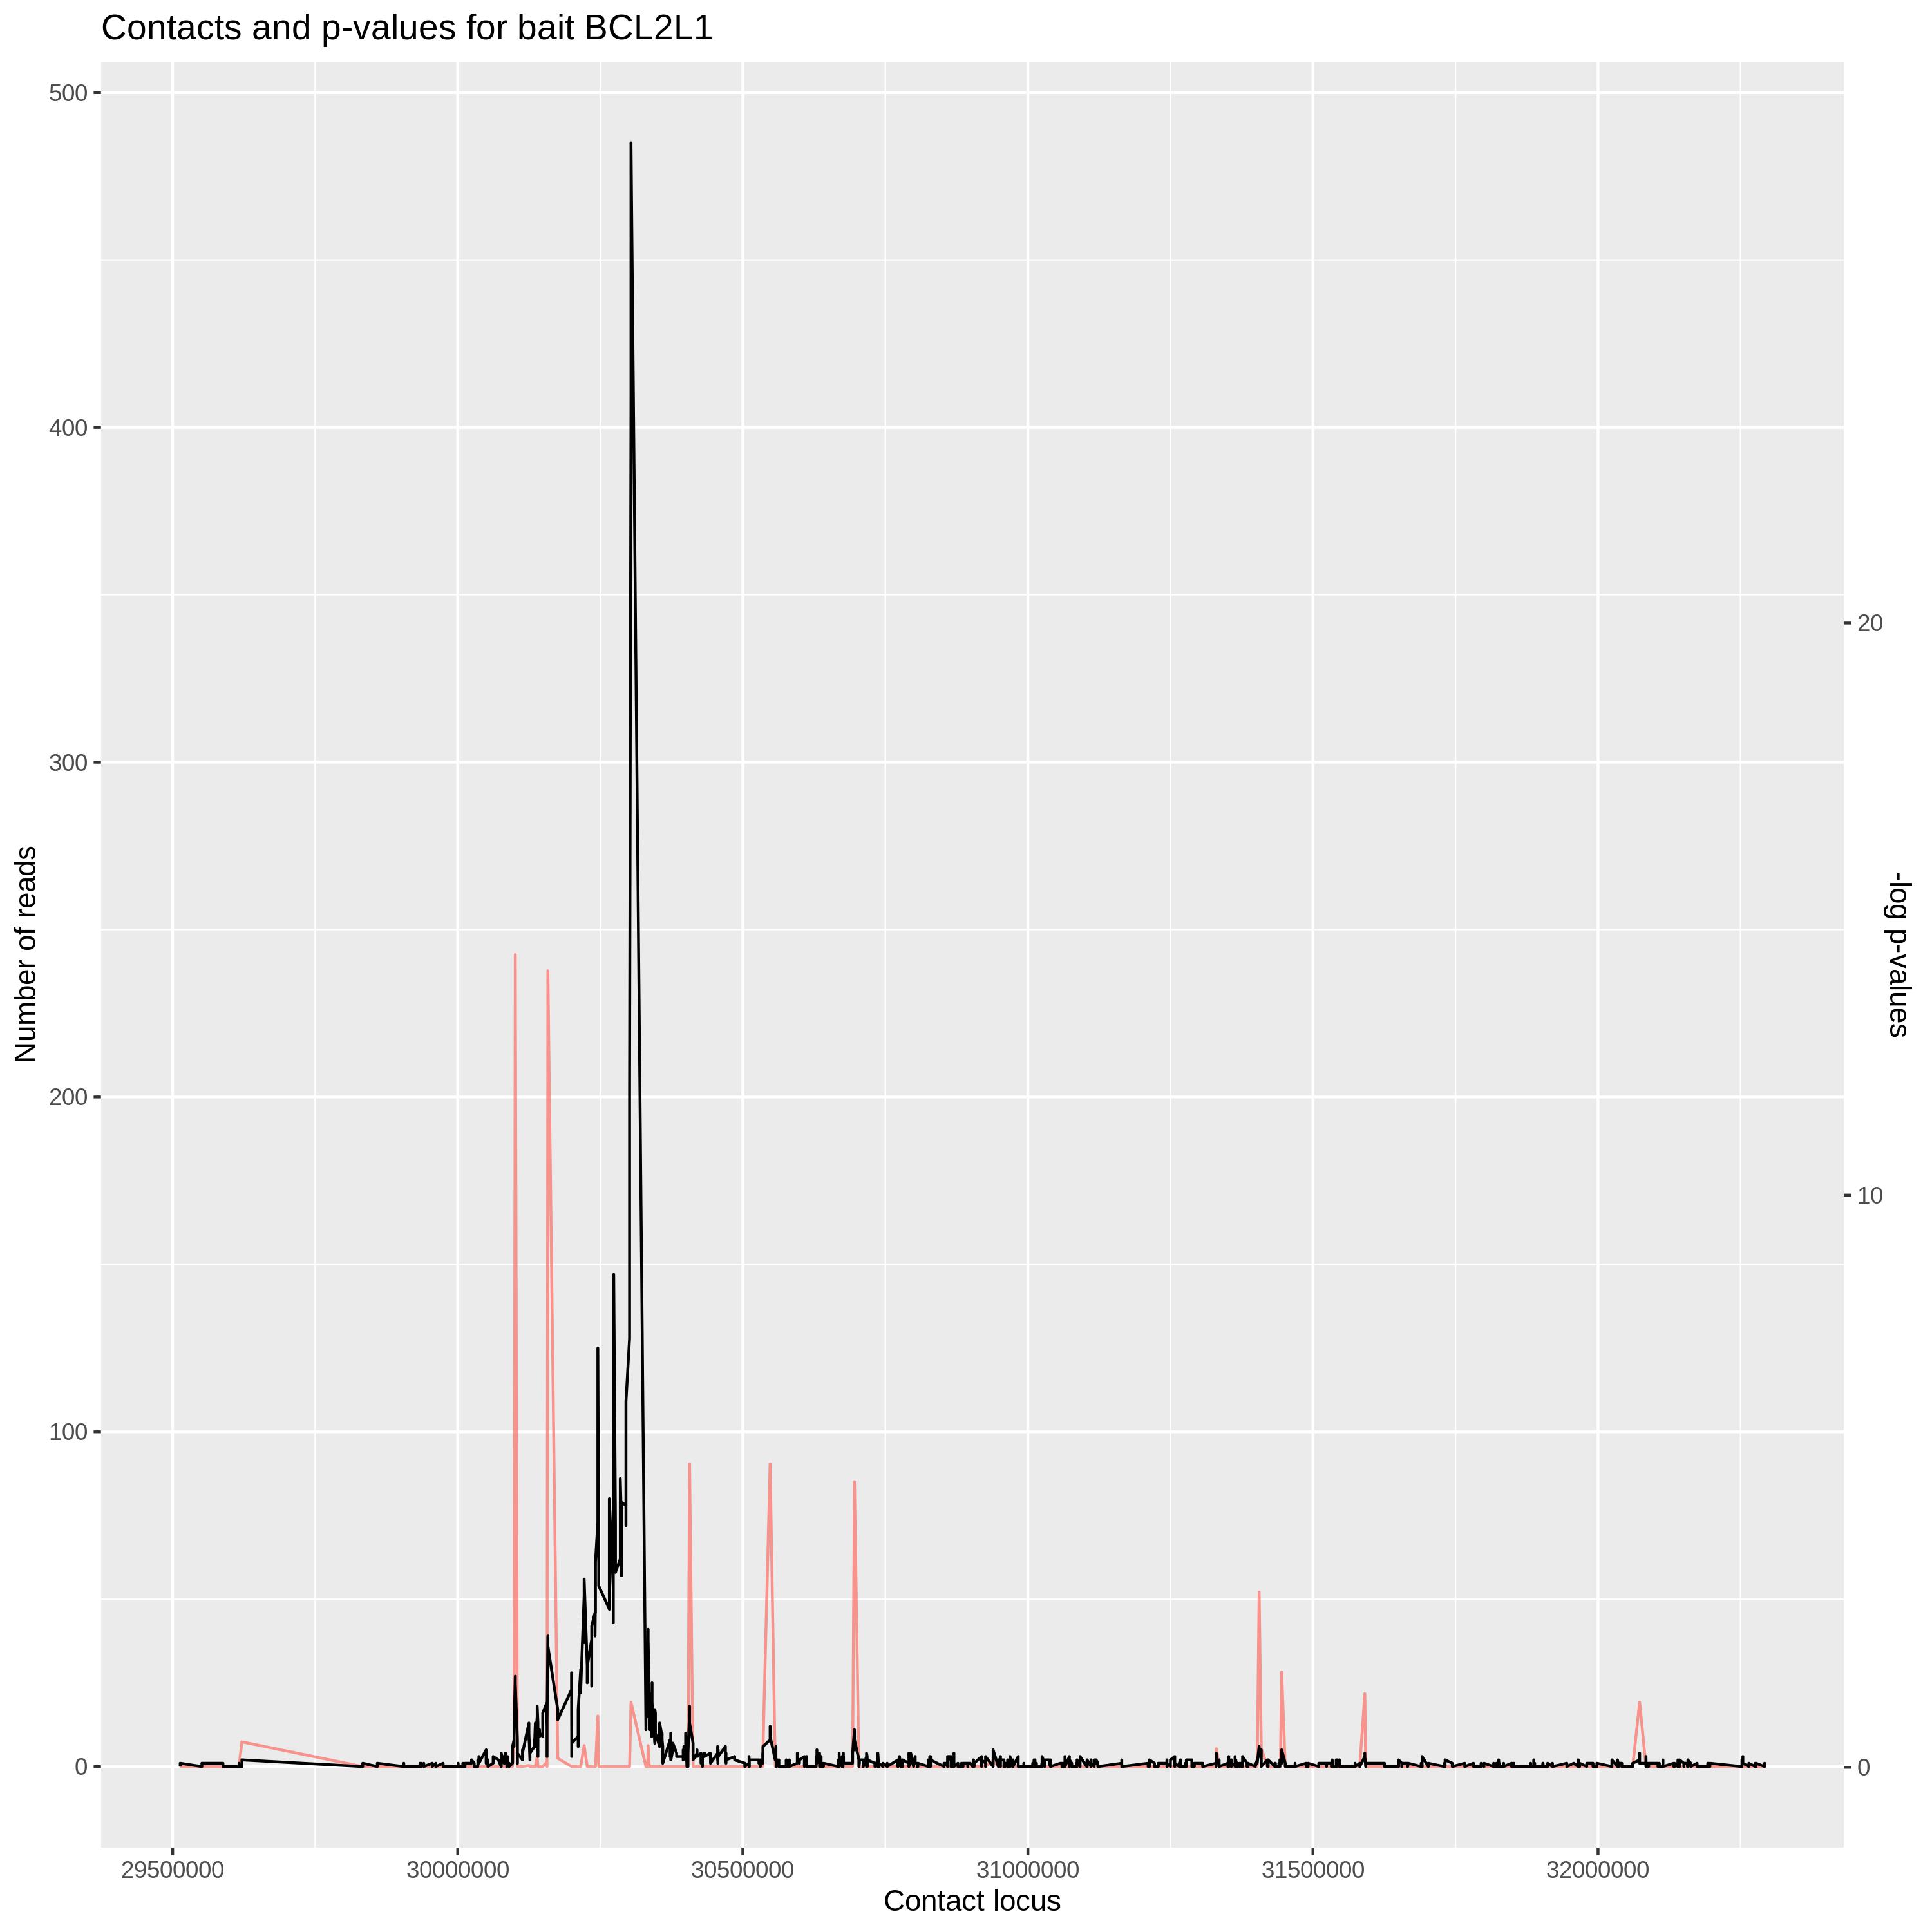 Contacts and p-values for bait BCL2L1
500
400
300
200
100
0
Number of reads
20
10
0
-log p-values
29500000 30000000 30500000 31000000 31500000 32000000
Contact locus